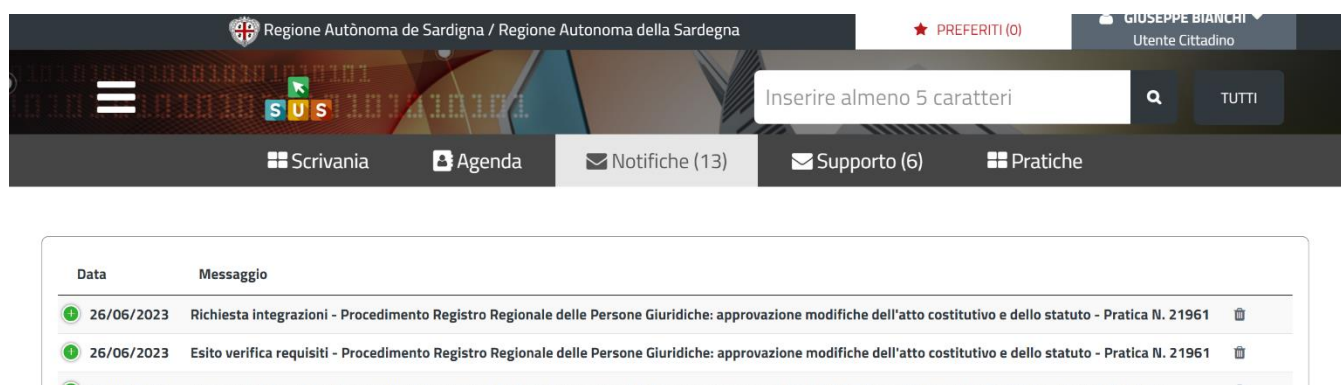 Regione Autònoma de Sardigna / Regione Autonoma della Sardegna
PREFERITI (0)
GIUSEPPE BIANCHI
Utente Cittadino
SUS
Inserire almeno 5 caratteri
TUTTI
Scrivania
Agenda
Notifiche (13)
Supporto (6)
Pratiche
Data Messaggio
26/06/2023 Richiesta integrazioni - Procedimento Registro Regionale delle Persone Giuridiche: approvazione modifiche dell'atto costitutivo e dello statuto - Pratica N. 21961
26/06/2023 Esito verifica requisiti - Procedimento Registro Regionale delle Persone Giuridiche: approvazione modifiche dell'atto costitutivo e dello statuto - Pratica N. 21961